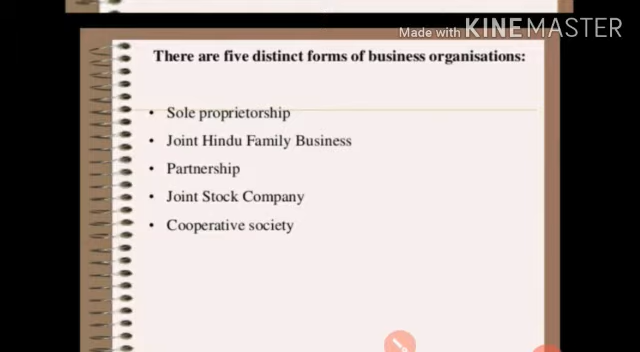 Made with KINEMASTER
There are five distinct forms of business organisations:
• Sole proprietorship
• Joint Hindu Family Business
• Partnership
• Joint Stock Company
• Cooperative society